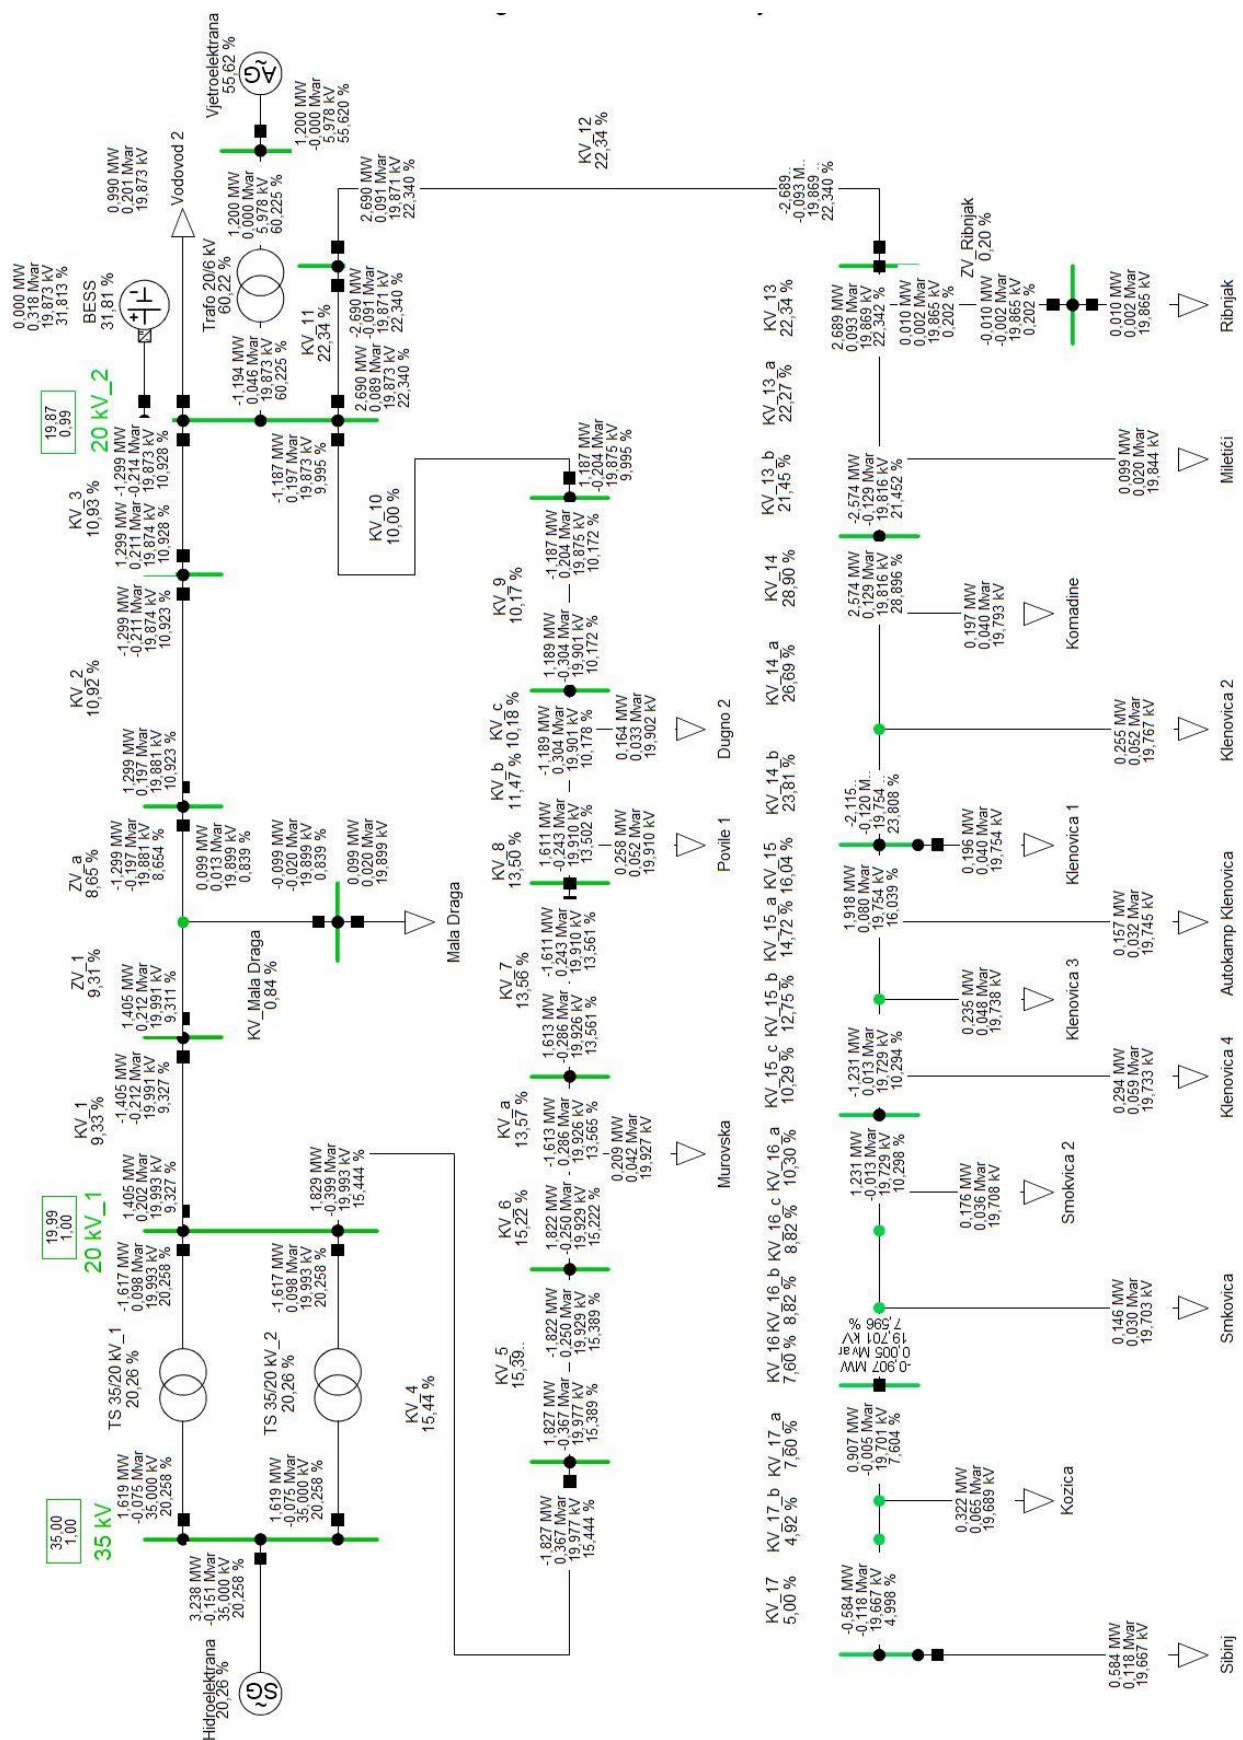 Hidroelektrana
20,26 %
3,238 MW
-0,151 Mvar
35,000 kV
20,258 %
35,00
1,00
35 kV
1,619 MW
-0,075 Mvar
35,000 kV
20,258 %
1,619 MW
-0,075 Mvar
35,000 kV
20,258 %
TS 35/20 kV_1
20,26 %
TS 35/20 kV_2
20,26 %
-1,617 MW
0,098 Mvar
19,993 kV
20,258 %
-1,617 MW
0,098 Mvar
19,993 kV
20,258 %
19,99
1,00
20 kV_1
1,405 MW
0,202 Mvar
19,993 kV
9,327 %
1,829 MW
-0,399 Mvar
19,993 kV
15,444 %
KV_1
9,33 %
-1,405 MW
-0,212 Mvar
19,991 kV
9,327 %
1,405 MW
0,212 Mvar
19,991 kV
9,311 %
ZV_1
9,31 %
KV_Mala Draga
0,84 %
ZV_a
8,65 %
-1,299 MW
-0,197 Mvar
19,881 kV
8,654 %
0,099 MW
0,013 Mvar
19,899 kV
0,839 %
-0,099 MW
-0,020 Mvar
19,899 kV
0,839 %
0,099 MW
0,020 Mvar
19,899 kV
Mala Draga
1,299 MW
0,197 Mvar
19,881 kV
10,923 %
KV_2
10,92 %
-1,299 MW
-0,211 Mvar
19,874 kV
10,923 %
1,299 MW
0,211 Mvar
19,874 kV
10,928 %
KV_3
10,93 %
-1,299 MW
-0,214 Mvar
19,873 kV
10,928 %
19,87
0,99
20 kV_2
0,000 MW
0,318 Mvar
19,873 kV
31,813 %
BESS
31,81 %
0,990 MW
0,201 Mvar
19,873 kV
Vodovod 2
-1,194 MW
0,046 Mvar
19,873 kV
60,225 %
Trafo 20/6 kV
60,22 %
1,200 MW
0,000 Mvar
5,978 kV
60,225 %
1,200 MW
-0,000 Mvar
5,978 kV
55,620 %
Vjetroelektrana
55,62 %
-1,187 MW
0,197 Mvar
19,873 kV
9,995 %
2,690 MW
0,089 Mvar
19,873 kV
22,340 %
KV_11
22,34 %
-2,690 MW
-0,091 Mvar
19,871 kV
22,340 %
2,690 MW
0,091 Mvar
19,871 kV
22,340 %
KV_12
22,34 %
KV_4
15,44 %
-1,827 MW
0,367 Mvar
19,977 kV
15,444 %
1,827 MW
-0,367 Mvar
19,977 kV
15,389 %
KV_5
15,39..
-1,822 MW
0,250 Mvar
19,929 kV
15,389 %
1,822 MW
-0,250 Mvar
19,929 kV
15,222 %
KV_6
15,22 %
KV_a
13,57 %
-1,613 MW
0,286 Mvar
19,926 kV
13,565 %
0,209 MW
0,042 Mvar
19,927 kV
Murovska
1,613 MW
-0,286 Mvar
19,926 kV
13,561 %
KV_7
13,56 %
-1,611 MW
0,243 Mvar
19,910 kV
13,561 %
KV_8
13,50 %
1,611 MW
-0,243 Mvar
19,910 kV
13,502 %
0,258 MW
0,052 Mvar
19,910 kV
Povile 1
KV_b
11,47 %
KV_c
10,18 %
-1,189 MW
0,304 Mvar
19,901 kV
10,178 %
0,164 MW
0,033 Mvar
19,902 kV
Dugno 2
1,189 MW
-0,304 Mvar
19,901 kV
10,172 %
KV_9
10,17 %
-1,187 MW
0,204 Mvar
19,875 kV
10,172 %
KV_10
10,00 %
1,187 MW
-0,204 Mvar
19,875 kV
9,995 %
KV_17
5,00 %
-0,584 MW
-0,118 Mvar
19,667 kV
4,998 %
0,584 MW
0,118 Mvar
19,667 kV
Sibinj
KV_17_b
4,92 %
KV_17_a
7,60 %
0,322 MW
0,065 Mvar
19,689 kV
Kozica
0,907 MW
-0,005 Mvar
19,701 kV
7,604 %
KV_16
7,60 %
-0,907 MW
0,005 Mvar
19,701 kV
7,596 %
KV_16_b
8,82 %
0,146 MW
0,030 Mvar
19,703 kV
Smkovica
KV_16_c
8,82 %
KV_16_a
10,30 %
0,176 MW
0,036 Mvar
19,708 kV
Smokvica 2
1,231 MW
-0,013 Mvar
19,729 kV
10,298 %
KV_15_c
10,29 %
-1,231 MW
0,013 Mvar
19,729 kV
10,294 %
0,294 MW
0,059 Mvar
19,733 kV
Klenovica 4
KV_15_b
12,75 %
0,235 MW
0,048 Mvar
19,738 kV
Klenovica 3
KV_15_a
14,72 %
0,157 MW
0,032 Mvar
19,745 kV
Autokamp Klenovica
KV_15
16,04 %
1,918 MW
0,080 Mvar
19,754 kV
16,039 %
0,196 MW
0,040 Mvar
19,754 kV
Klenovica 1
KV_14_b
23,81 %
-2,115...
-0,120 M...
19,754 ...
23,808 %
0,255 MW
0,052 Mvar
19,767 kV
Klenovica 2
KV_14_a
26,69 %
0,197 MW
0,040 Mvar
19,793 kV
Komadine
KV_14
28,90 %
2,574 MW
0,129 Mvar
19,816 kV
28,896 %
KV_13_b
21,45 %
-2,574 MW
-0,129 Mvar
19,816 kV
21,452 %
0,099 MW
0,020 Mvar
19,844 kV
Miletići
KV_13_a
22,27 %
KV_13
22,34 %
2,689 MW
0,093 Mvar
19,869 kV
22,342 %
-2,689...
-0,093 M...
19,869 ...
22,340 %
0,010 MW
0,002 Mvar
19,865 kV
0,202 %
ZV_Ribnjak
0,20 %
-0,010 MW
-0,002 Mvar
19,865 kV
0,202 %
0,010 MW
0,002 Mvar
19,865 kV
Ribnjak